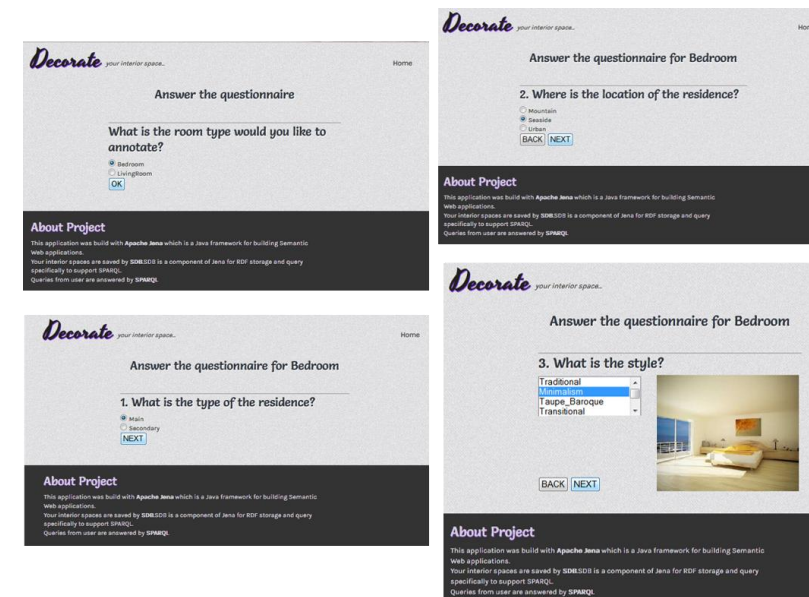 Decorate your interior space..
Home
Answer the questionnaire
What is the room type would you like to
annotate?
Bedroom
LivingRoom
OK
About Project
This application was build with Apache Jena which is a Java framework for building Semantic
Web applications.
Your interior spaces are saved by SDB.SDB is a component of Jena for RDF storage and query
specifically to support SPARQL.
Queries from user are answered by SPARQL.
Decorate your interior space..
Home
Answer the questionnaire for Bedroom
1. What is the type of the residence?
Main
Secondary
NEXT
About Project
This application was build with Apache Jena which is a Java framework for building Semantic
Web applications.
Your interior spaces are saved by SDB.SDB is a component of Jena for RDF storage and query
specifically to support SPARQL.
Queries from user are answered by SPARQL.
Decorate your interior space..
Hor
Answer the questionnaire for Bedroom
2. Where is the location of the residence?
Mountain
Seaside
Urban
BACK NEXT
About Project
This application was build with Apache Jena which is a Java framework for building Semantic
Web applications.
Your interior spaces are saved by SDB.SDB is a component of Jena for RDF storage and query
specifically to support SPARQL.
Queries from user are answered by SPARQL.
Decorate your interior space..
Answer the questionnaire for Bedroom
3. What is the style?
Traditional
Minimalism
Taupe_Baroque
Transitional
BACK NEXT
About Project
This application was build with Apache Jena which is a Java framework for building Semantic
Web applications.
Your interior spaces are saved by SDB.SDB is a component of Jena for RDF storage and query
specifically to support SPARQL.
Queries from user are answered by SPARQL.